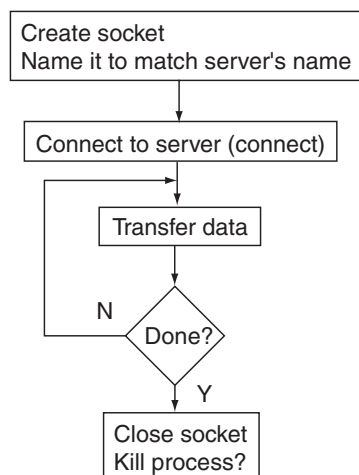 Create socket
Name it to match server's name
Connect to server (connect)
Transfer data
N
Done?
Y
Close socket
Kill process?